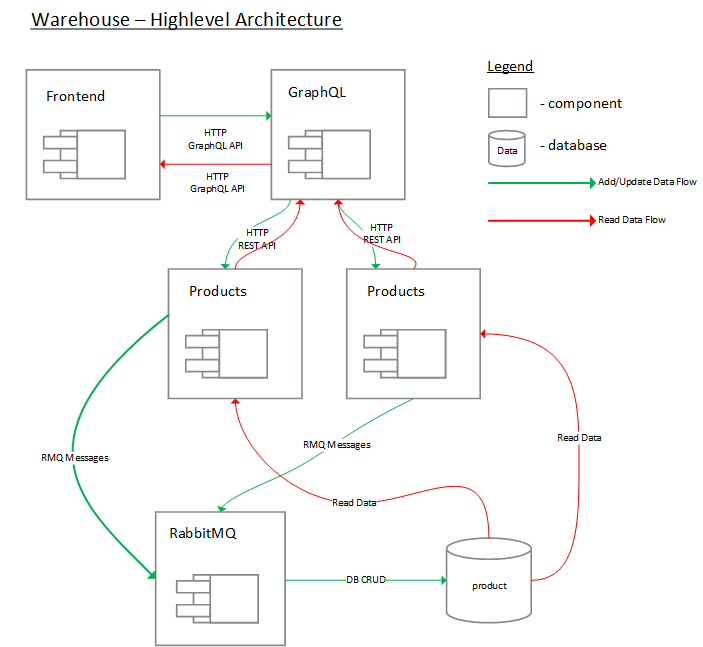 Warehouse – Highlevel Architecture
Legend
Frontend
GraphQL
- component
HTTP
GraphQL API
- database
Data
HTTP
GraphQL API
Add/Update Data Flow
Read Data Flow
HTTP
REST API
HTTP
REST API
Products
Products
RMQ Messages
Read Data
RMQ Messages
Read Data
RabbitMQ
DB CRUD
product